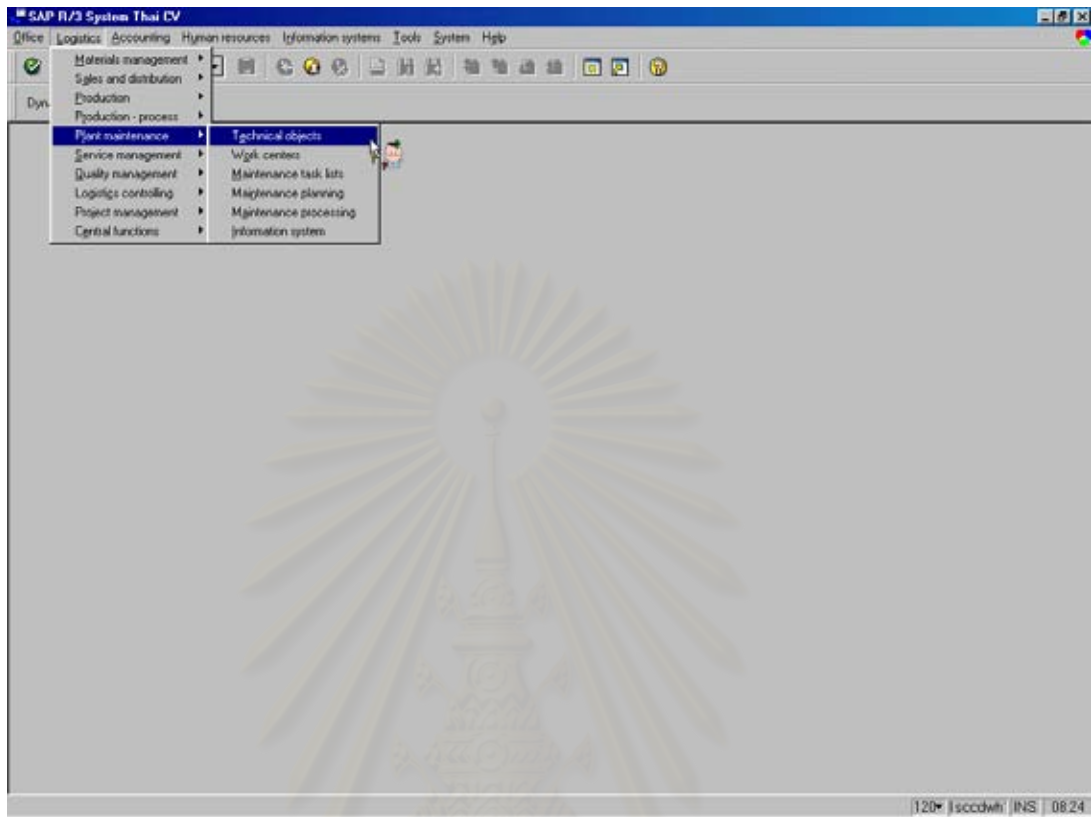 SAP R/3 System Thai CV
Office Logistics Accounting Human resources Information systems Tools System Help
Materials management
Sales and distribution
Production
Production - process
Plant maintenance
Service management
Quality management
Logistics controlling
Project management
Central functions
Technical objects
Work centers
Maintenance task lists
Maintenance planning
Maintenance processing
Information system
Dyn
120 INS 08:24